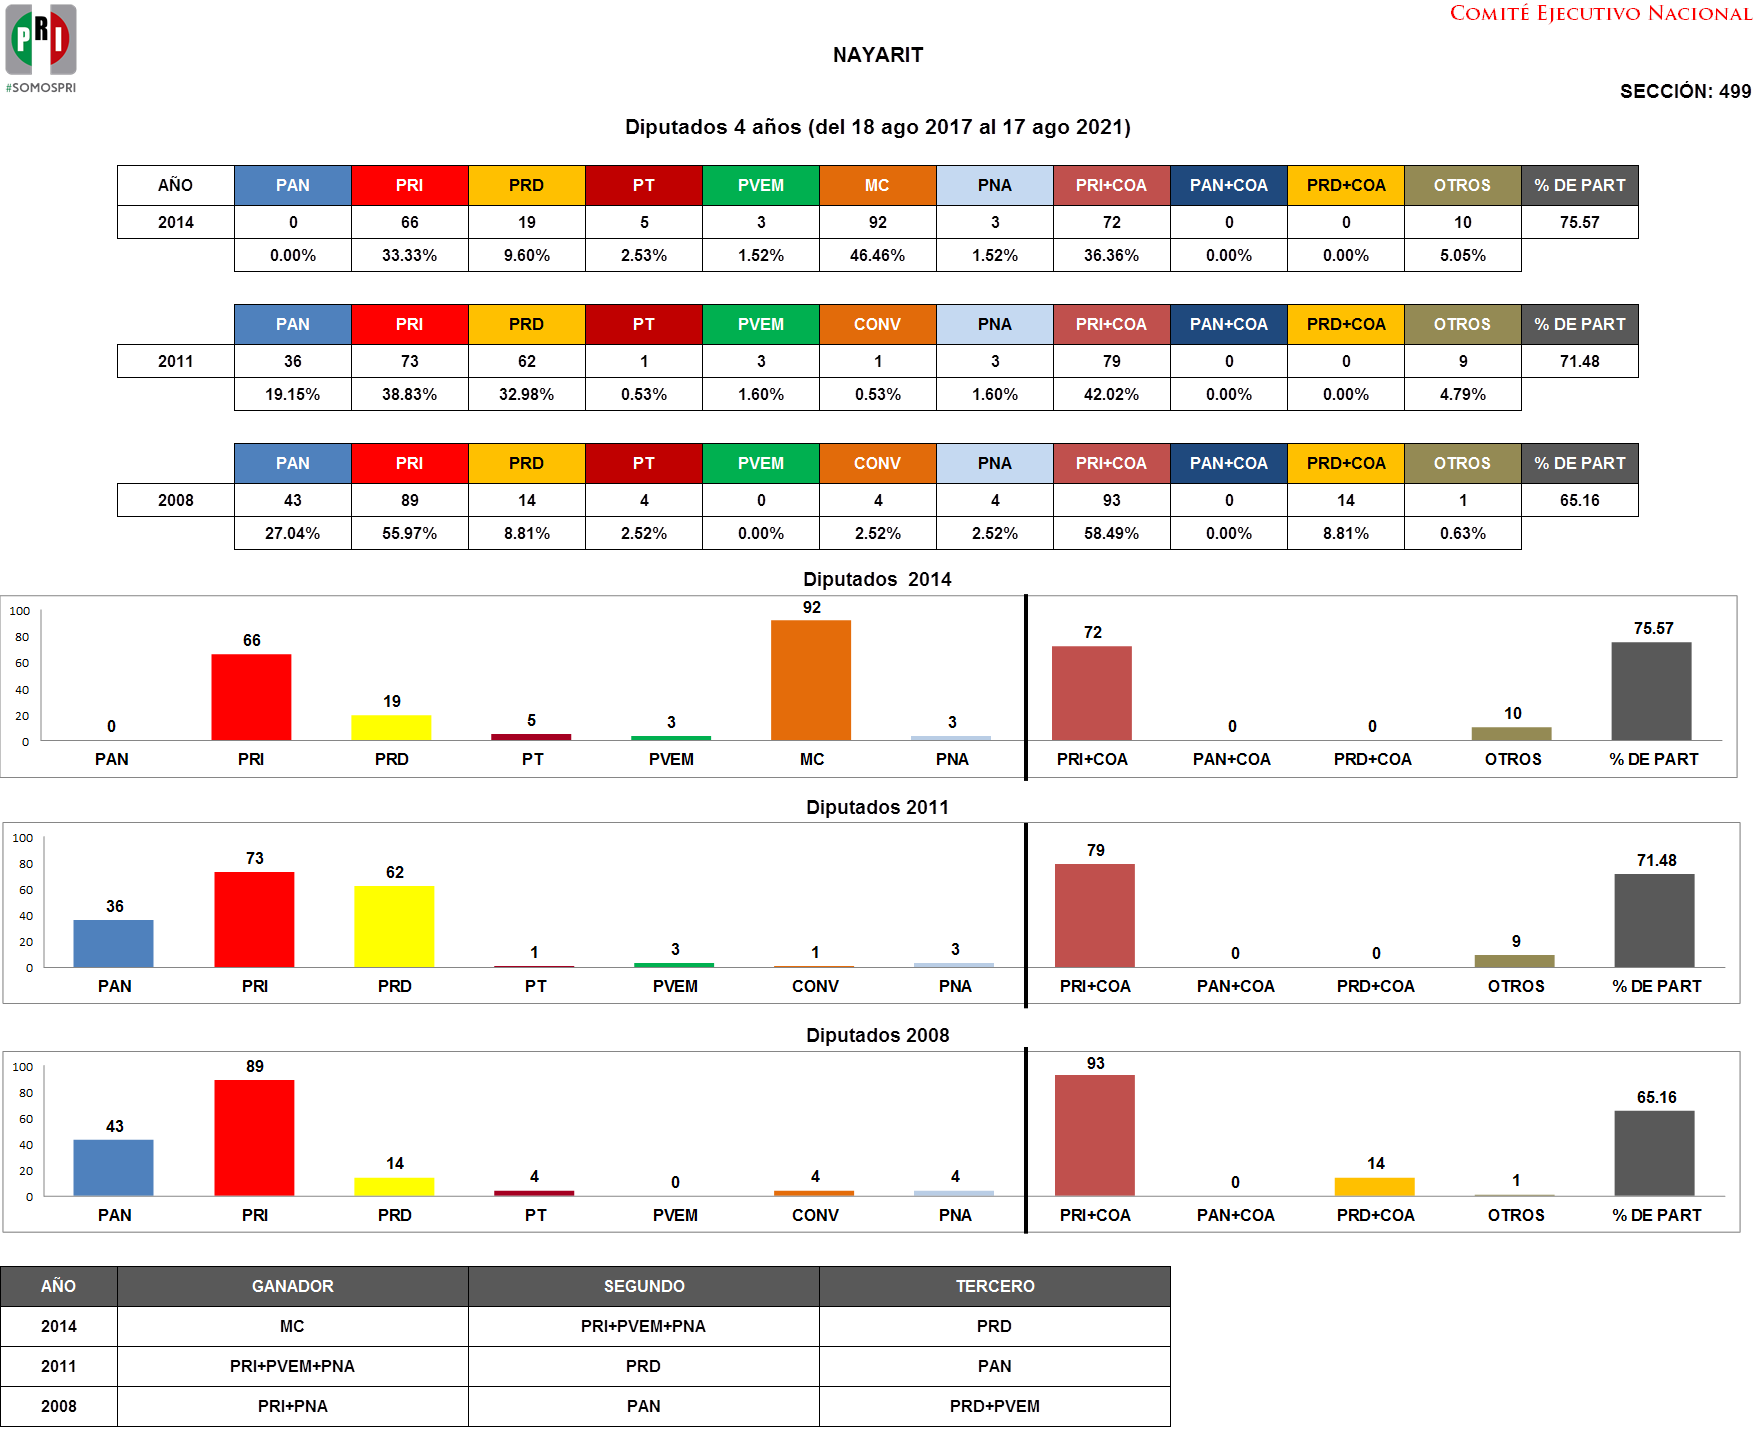 PRI
#SOMOSPRI
COMITÉ EJECUTIVO NACIONAL
NAYARIT
SECCIÓN: 499
Diputados 4 años (del 18 ago 2017 al 17 ago 2021)
AÑO PAN PRI PRD PT PVEM MC PNA PRI+COA PAN+COA PRD+COA OTROS % DE PART
2014 0 66 19 5 3 92 3 72 0 0 10 75.57
0.00% 33.33% 9.60% 2.53% 1.52% 46.46% 1.52% 36.36% 0.00% 0.00% 5.05%
PAN PRI PRD PT PVEM CONV PNA PRI+COA PAN+COA PRD+COA OTROS % DE PART
2011 36 73 62 1 3 1 3 79 0 0 9 71.48
19.15% 38.83% 32.98% 0.53% 1.60% 0.53% 1.60% 42.02% 0.00% 0.00% 4.79%
PAN PRI PRD PT PVEM CONV PNA PRI+COA PAN+COA PRD+COA OTROS % DE PART
2008 43 89 14 4 0 4 4 93 0 14 1 65.16
27.04% 55.97% 8.81% 2.52% 0.00% 2.52% 2.52% 58.49% 0.00% 8.81% 0.63%
Diputados 2014
100
80
60
40
20
0
0 66 19 5 3 92 3 72 0 0 10 75.57
PAN PRI PRD PT PVEM MC PNA PRI+COA PAN+COA PRD+COA OTROS % DE PART
Diputados 2011
100
80
60
40
20
0
36 73 62 1 3 1 3 79 0 0 9 71.48
PAN PRI PRD PT PVEM CONV PNA PRI+COA PAN+COA PRD+COA OTROS % DE PART
Diputados 2008
100
80
60
40
20
0
43 89 14 4 0 4 4 93 0 14 1 65.16
PAN PRI PRD PT PVEM CONV PNA PRI+COA PAN+COA PRD+COA OTROS % DE PART
AÑO GANADOR SEGUNDO TERCERO
2014 MC PRI+PVEM+PNA PRD
2011 PRI+PVEM+PNA PRD PAN
2008 PRI+PNA PAN PRD+PVEM